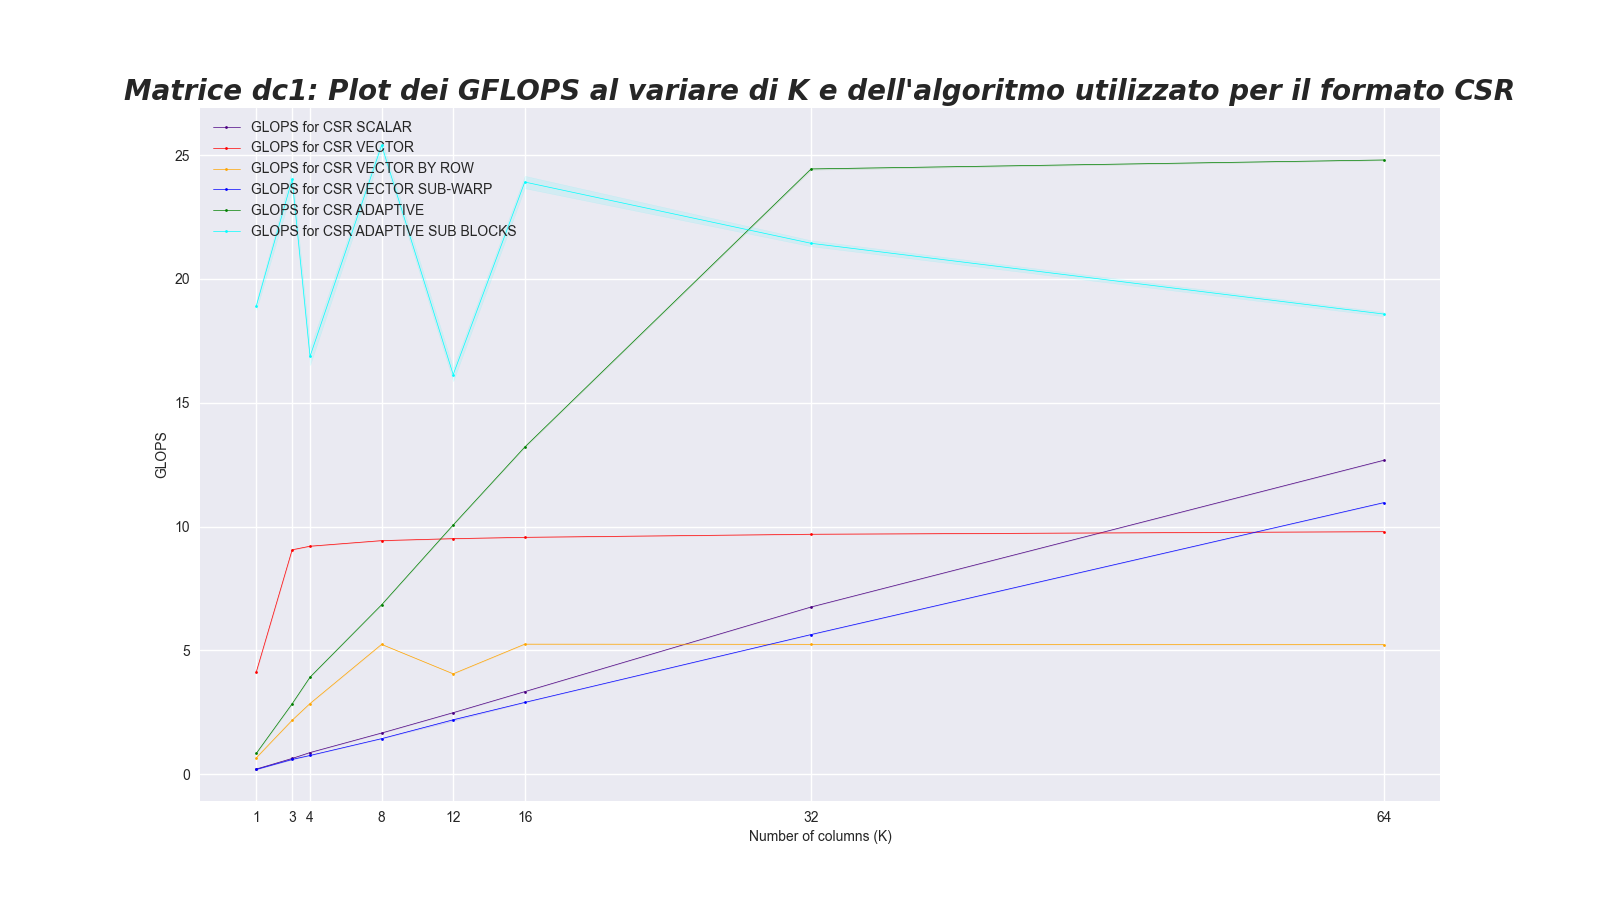 Matrice dc1: Plot dei GFLOPS al variare di K e dell'algoritmo utilizzato per il formato CSR
GLOPS for CSR SCALAR
GLOPS for CSR VECTOR
GLOPS for CSR VECTOR BY ROW
GLOPS for CSR VECTOR SUB-WARP
GLOPS for CSR ADAPTIVE
GLOPS for CSR ADAPTIVE SUB BLOCKS
25
20
15
10
5
0
GLOPS
1 3 4 8 12 16 32 64
Number of columns (K)